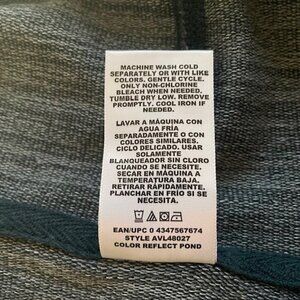 MACHINE WASH COLD
SEPARATELY OR WITH LIKE
COLORS. GENTLE CYCLE.
ONLY NON-CHLORINE
BLEACH WHEN NEEDED.
TUMBLE DRY LOW. REMOVE
PROMPTLY. COOL IRON IF
NEEDED.
LAVAR A MÁQUINA CON
AGUA FRÍA
SEPARADAMENTE O CON
COLORES SIMILARES.
CICLO DELICADO. USAR
SOLAMENTE
BLANQUEADOR SIN CLORO
CUANDO SE NECESITE.
SECAR EN MÁQUINA A
TEMPERATURA BAJA.
RETIRAR RÁPIDAMENTE.
PLANCHAR EN FRÍO SI SE
NECESITA.
EAN/UPC 0 4347567674
STYLE AVL48027
COLOR REFLECT POND